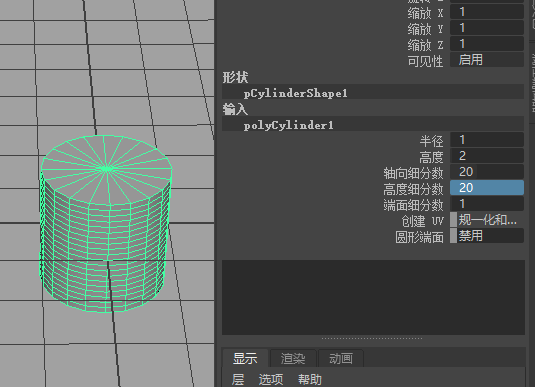 缩放 X 1
缩放 Y 1
缩放 Z 1
可见性 启用
形状
pCylinderShape1
输入
polyCylinder1
半径 1
高度 2
轴向细分数 20
高度细分数 20
端面细分数 1
创建 UV 规一化和...
圆形端面 禁用
显示 渲染 动画
层 选项 帮助